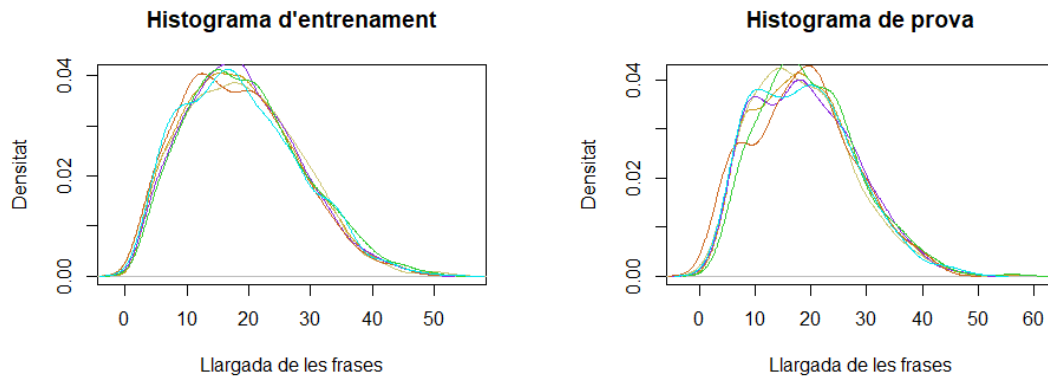 Histograma d'entrenament
Densitat
0.00 0.02 0.04
0 10 20 30 40 50
Llargada de les frases
Histograma de prova
Densitat
0.00 0.02 0.04
0 10 20 30 40 50 60
Llargada de les frases